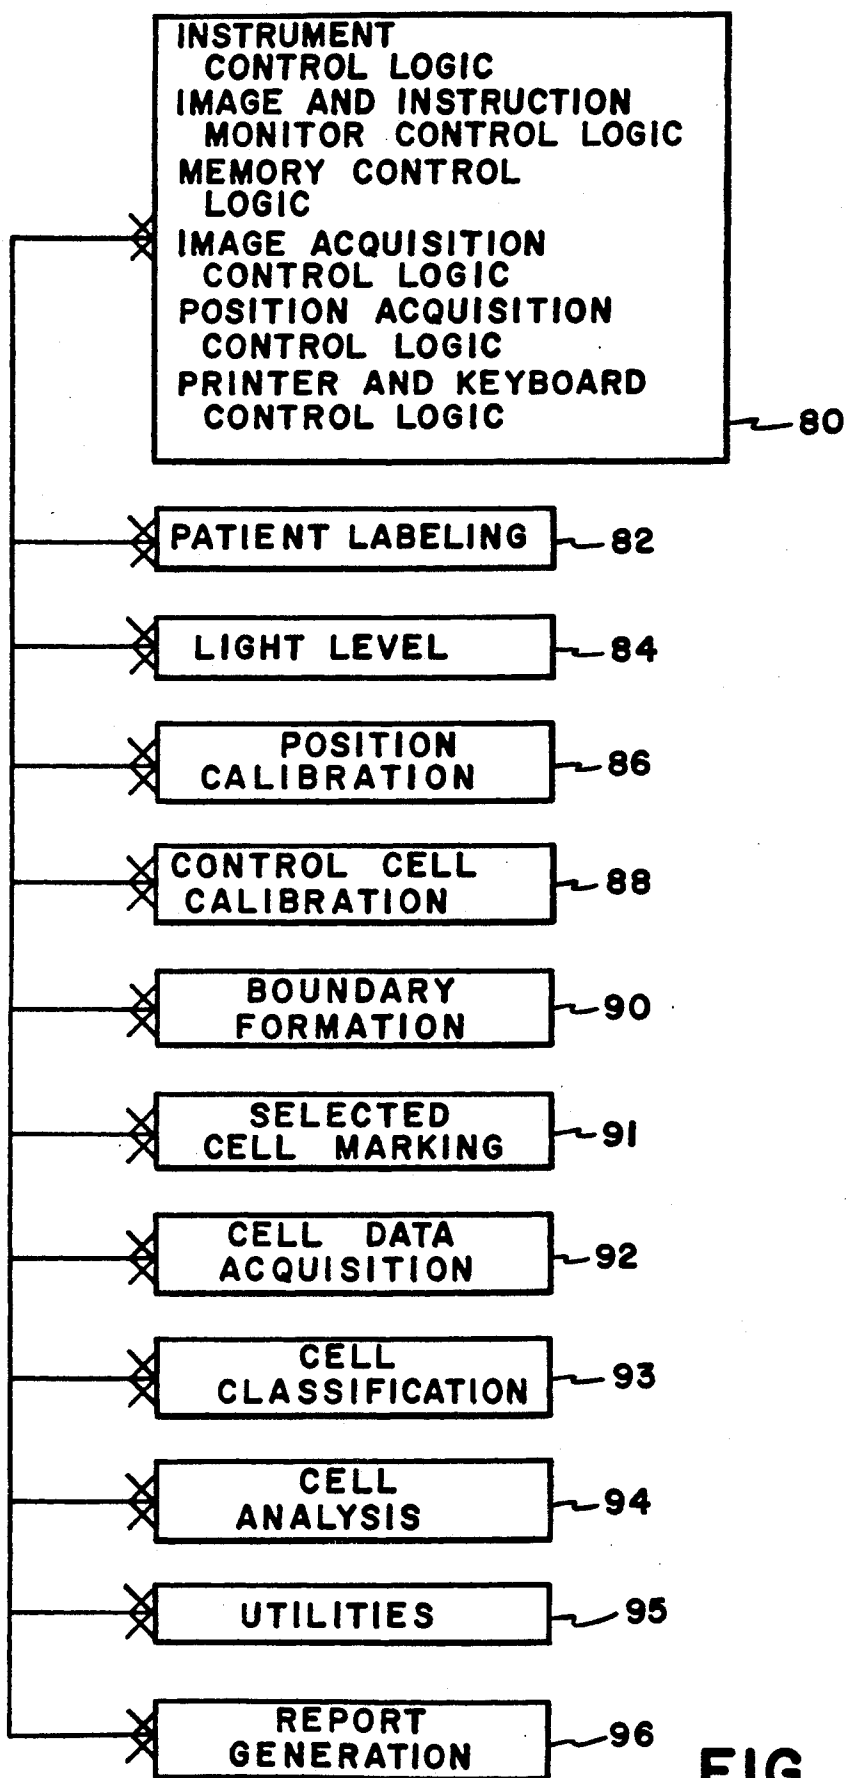 INSTRUMENT
CONTROL LOGIC
IMAGE AND INSTRUCTION
MONITOR CONTROL LOGIC
MEMORY CONTROL
LOGIC
IMAGE ACQUISITION
CONTROL LOGIC
POSITION ACQUISITION
CONTROL LOGIC
PRINTER AND KEYBOARD
CONTROL LOGIC
80
PATIENT LABELING
82
LIGHT LEVEL
84
POSITION
CALIBRATION
86
CONTROL CELL
CALIBRATION
88
BOUNDARY
FORMATION
90
SELECTED
CELL MARKING
91
CELL DATA
ACQUISITION
92
CELL
CLASSIFICATION
93
CELL
ANALYSIS
94
UTILITIES
95
REPORT
GENERATION
96
FIG